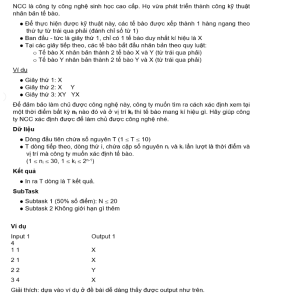 NCC là công ty công nghệ sinh học cao cấp. Họ vừa phát triển thành công kỹ thuật
nhân bản tế bào.
● Để thực hiện được kỹ thuật này, các tế bào được xếp thành 1 hàng ngang theo
thứ tự từ trái qua phải (đánh chỉ số từ 1)
● Ban đầu - tức là giây thứ 1, chỉ có 1 tế bào duy nhất kí hiệu là X
● Tại các giây tiếp theo, các tế bào bắt đầu nhân bản theo quy luật:
○ Tế bào X nhân bản thành 2 tế bào X và Y (từ trái qua phải)
○ Tế bào Y nhân bản thành 2 tế bào Y và X (từ trái qua phải)
Ví dụ
● Giây thứ 1: X
● Giây thứ 2: X Y
● Giây thứ 3: XY YX
Để đảm bảo làm chủ được công nghệ này, công ty muốn tìm ra cách xác định xem tại
một thời điểm bất kỳ nᵢ nào đó và ở vị trí kᵢ thì tế bào mang kí hiệu gì. Hãy giúp công
ty NCC xác định được để làm chủ được công nghệ nhé.
Dữ liệu
● Dòng đầu tiên chứa số nguyên T (1 ≤ T ≤ 10)
● T dòng tiếp theo, dòng thứ i, chứa cặp số nguyên nᵢ và kᵢ lần lượt là thời điểm và
vị trí mà công ty muốn xác định tế bào.
(1 ≤ nᵢ ≤ 30, 1 ≤ kᵢ ≤ 2ⁿⁱ⁻¹)
Kết quả
● In ra T dòng là T kết quả.
SubTask
● Subtask 1 (50% số điểm): N ≤ 20
● Subtask 2 Không giới hạn gì thêm
Ví dụ
Input 1 Output 1
4
1 1 X
2 1 X
2 2 Y
3 4 X
Giải thích: dựa vào ví dụ ở đề bài dễ dàng thấy được output như trên.